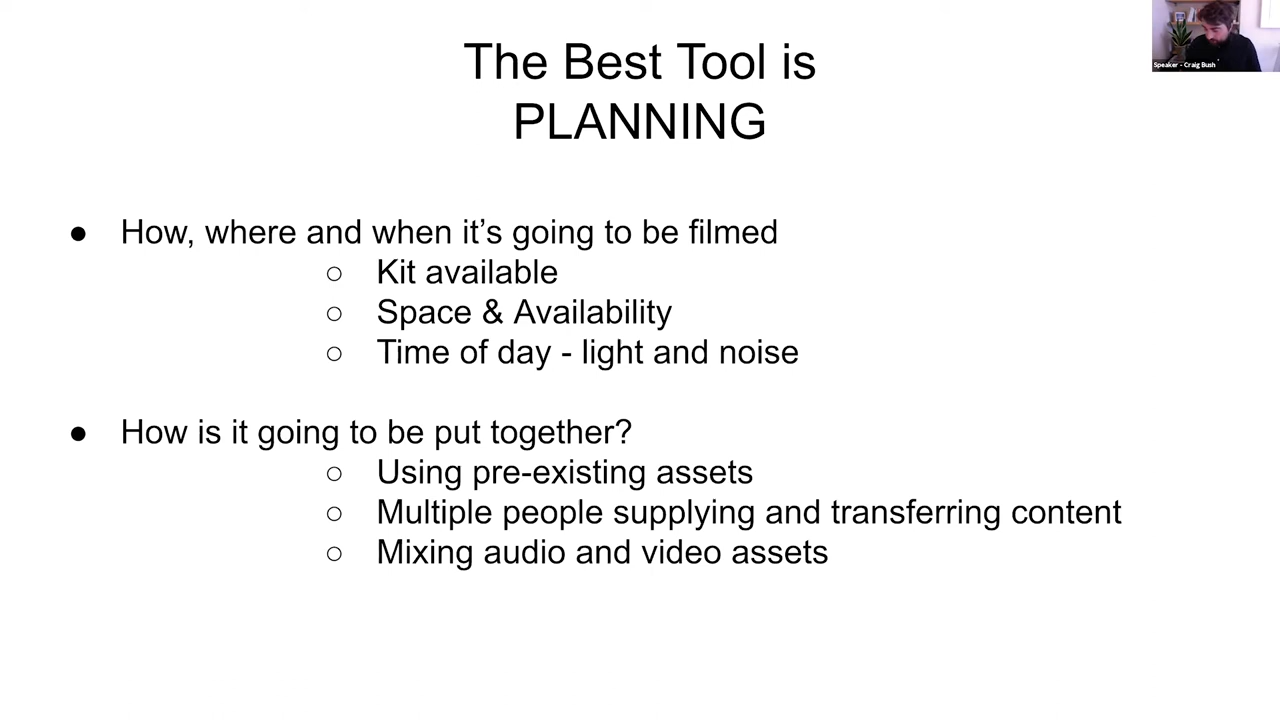 The Best Tool is
PLANNING
Speaker - Craig Bush
● How, where and when it’s going to be filmed
○ Kit available
○ Space & Availability
○ Time of day - light and noise
● How is it going to be put together?
○ Using pre-existing assets
○ Multiple people supplying and transferring content
○ Mixing audio and video assets